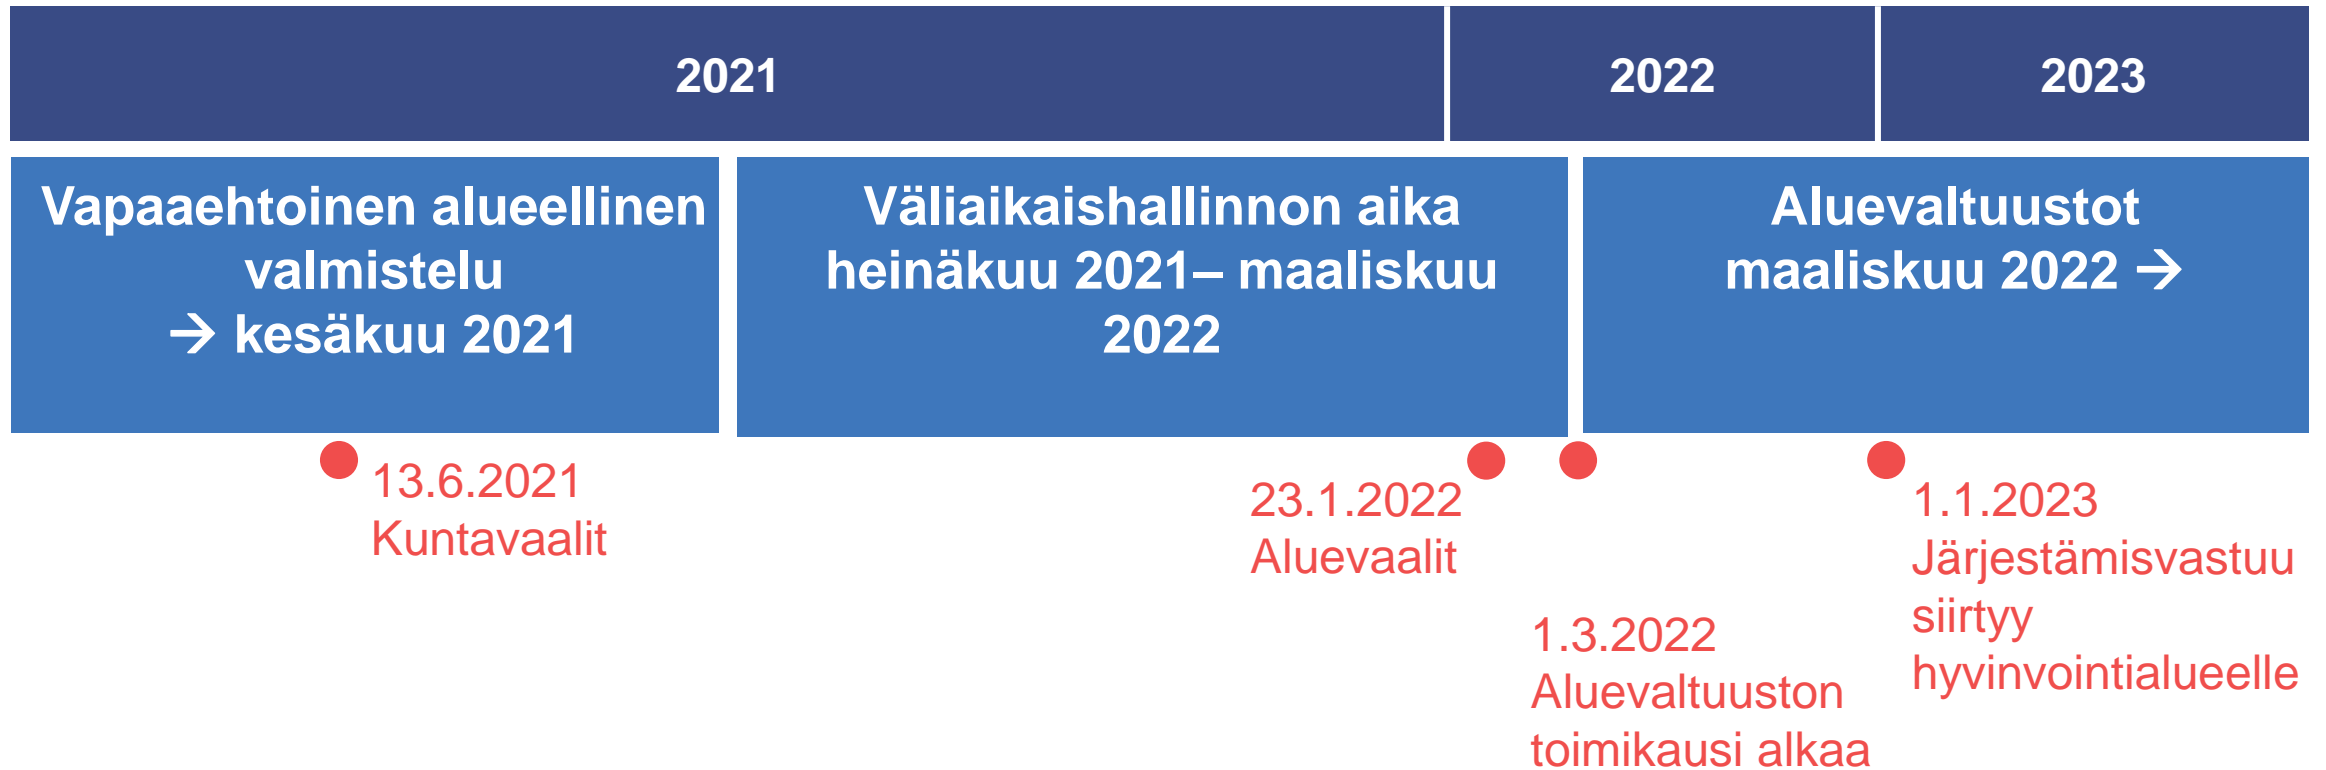 2021
2022
2023
Vapaaehtoinen alueellinen
valmistelu
→ kesäkuu 2021
Väliaikaishallinnon aika
heinäkuu 2021– maaliskuu
2022
Aluevaltuustot
maaliskuu 2022 →
13.6.2021
Kuntavaalit
23.1.2022
Aluevaalit
1.3.2022
Aluevaltuuston
toimikausi alkaa
1.1.2023
Järjestämisvastuu
siirtyy
hyvinvointialueelle